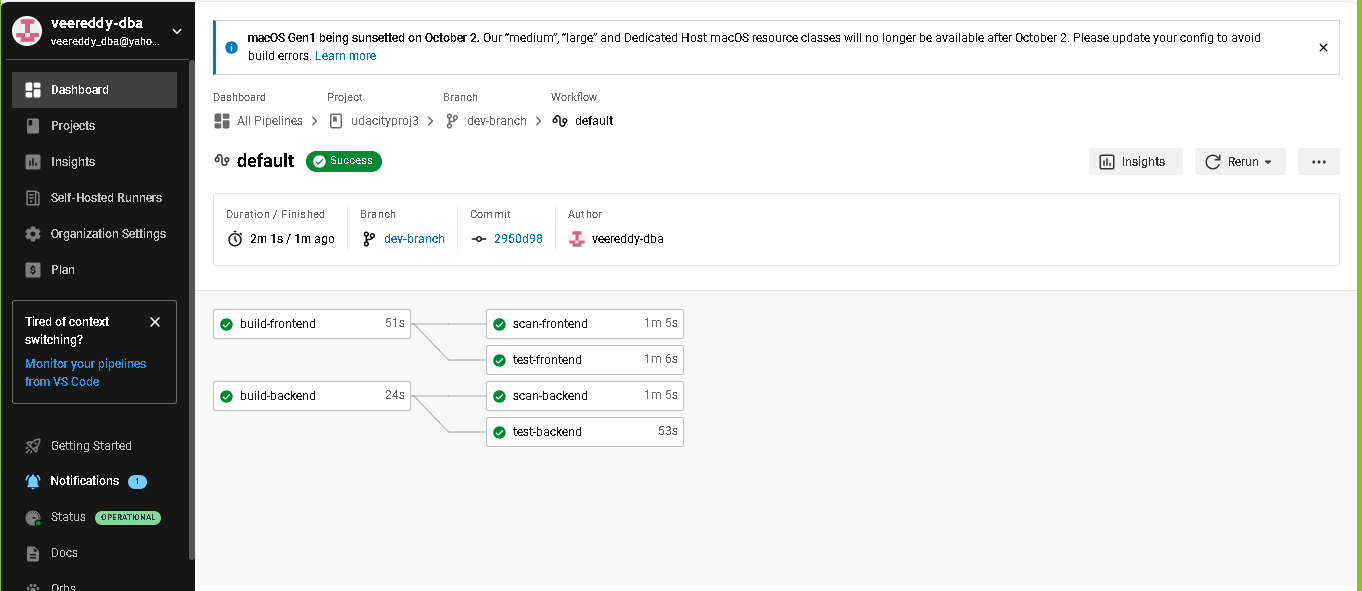 veereddy-dba
veereddy_dba@yaho...
Dashboard
Projects
Insights
Self-Hosted Runners
Organization Settings
Plan
Tired of context
switching?
Monitor your pipelines
from VS Code
Getting Started
Notifications 1
Status OPERATIONAL
Docs
Orbs
macOS Gen1 being sunsetted on October 2. Our "medium", "large" and Dedicated Host macOS resource classes will no longer be available after October 2. Please update your config to avoid
build errors. Learn more
Dashboard Project Branch Workflow
All Pipelines udacityproj3 dev-branch default
default Success Insights Rerun
Duration / Finished Branch Commit Author
2m 1s / 1m ago dev-branch 2950d98 veereddy-dba
build-frontend 51s scan-frontend 1m 5s
test-frontend 1m 6s
build-backend 24s scan-backend 1m 5s
test-backend 53s